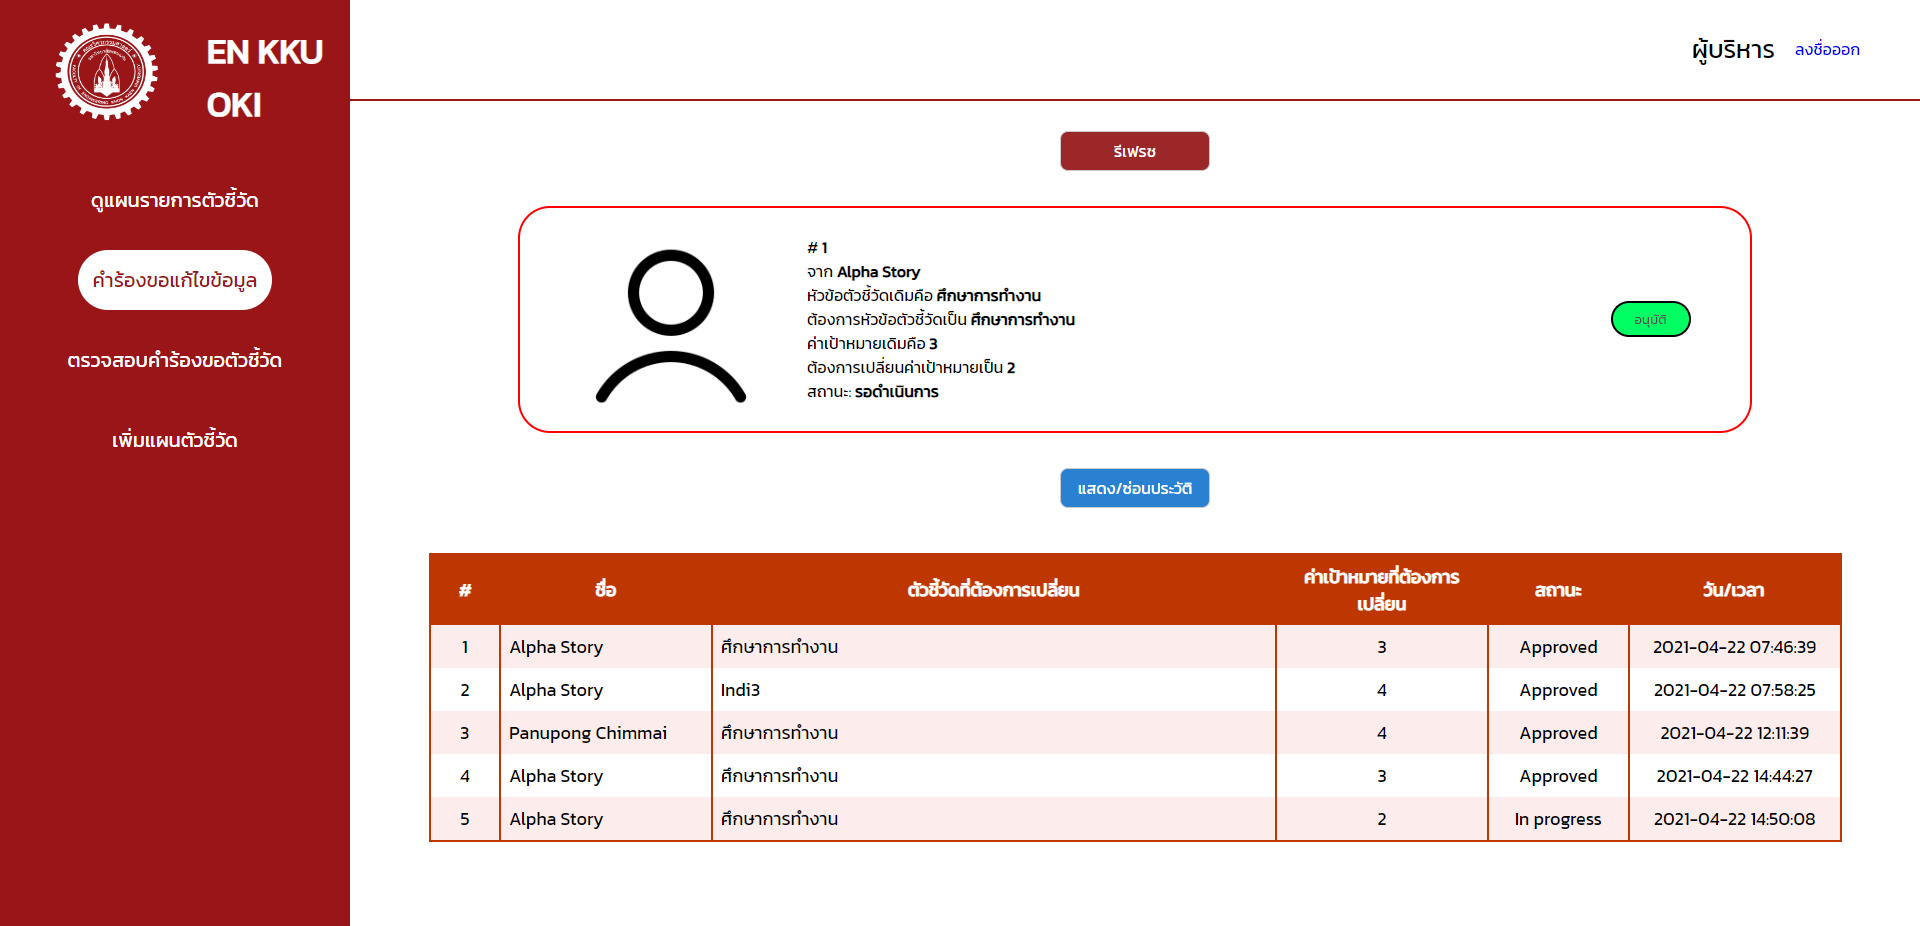 EN KKU
OKI
ผู้บริหาร ลงชื่อออก
ดูแผนรายการตัวชี้วัด
คำร้องขอแก้ไขข้อมูล
ตรวจสอบคำร้องขอตัวชี้วัด
เพิ่มแผนตัวชี้วัด
รีเฟรช
# 1
จาก Alpha Story
หัวข้อตัวชี้วัดเดิมคือ ศึกษาการทำงาน
ต้องการหัวข้อตัวชี้วัดเป็น ศึกษาการทำงาน
ค่าเป้าหมายเดิมคือ 3
ต้องการเปลี่ยนค่าเป้าหมายเป็น 2
สถานะ: รอดำเนินการ
อนุมัติ
แสดง/ซ่อนประวัติ
# ชื่อ ตัวชี้วัดที่ต้องการเปลี่ยน ค่าเป้าหมายที่ต้องการเปลี่ยน สถานะ วัน/เวลา
1 Alpha Story ศึกษาการทำงาน 3 Approved 2021-04-22 07:46:39
2 Alpha Story Indi3 4 Approved 2021-04-22 07:58:25
3 Panupong Chimmai ศึกษาการทำงาน 4 Approved 2021-04-22 12:11:39
4 Alpha Story ศึกษาการทำงาน 3 Approved 2021-04-22 14:44:27
5 Alpha Story ศึกษาการทำงาน 2 In progress 2021-04-22 14:50:08